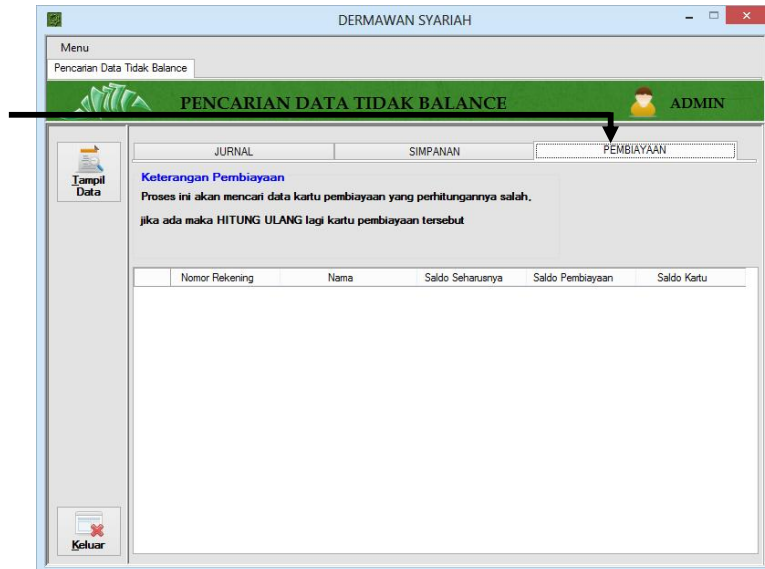 DERMAWAN SYARIAH
Menu
Pencarian Data Tidak Balance
PENCARIAN DATA TIDAK BALANCE
ADMIN
Tampil
Data
JURNAL
SIMPANAN
PEMBIAYAAN
Keterangan Pembiayaan
Proses ini akan mencari data kartu pembiayaan yang perhitungannya salah,
jika ada maka HITUNG ULANG lagi kartu pembiayaan tersebut
Nomor Rekening Nama Saldo Seharusnya Saldo Pembiayaan Saldo Kartu
Keluar